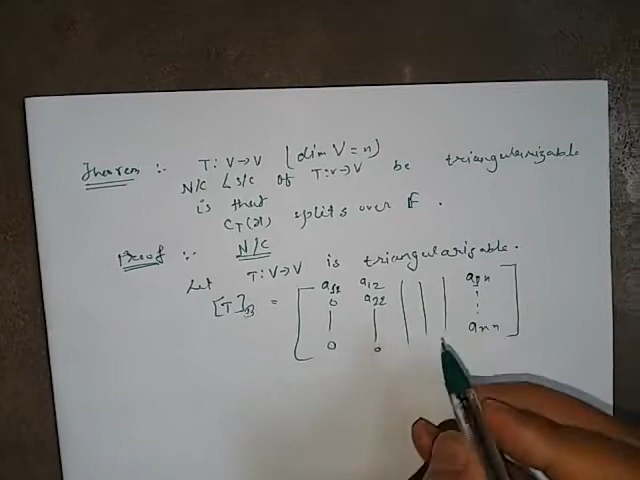 Theorem :- T: V→V (dim V = n)
N/C & S/C of T: V→V be triangularizable
is that
C_T(x) splits over F.
Proof :- N/C
Let T: V→V is triangularizable.
[T]_B = [ a₁₁ a₁₂ | | | a₁n
0 a₂₂ | | | ⋮
| | | | |
0 0 ann ]